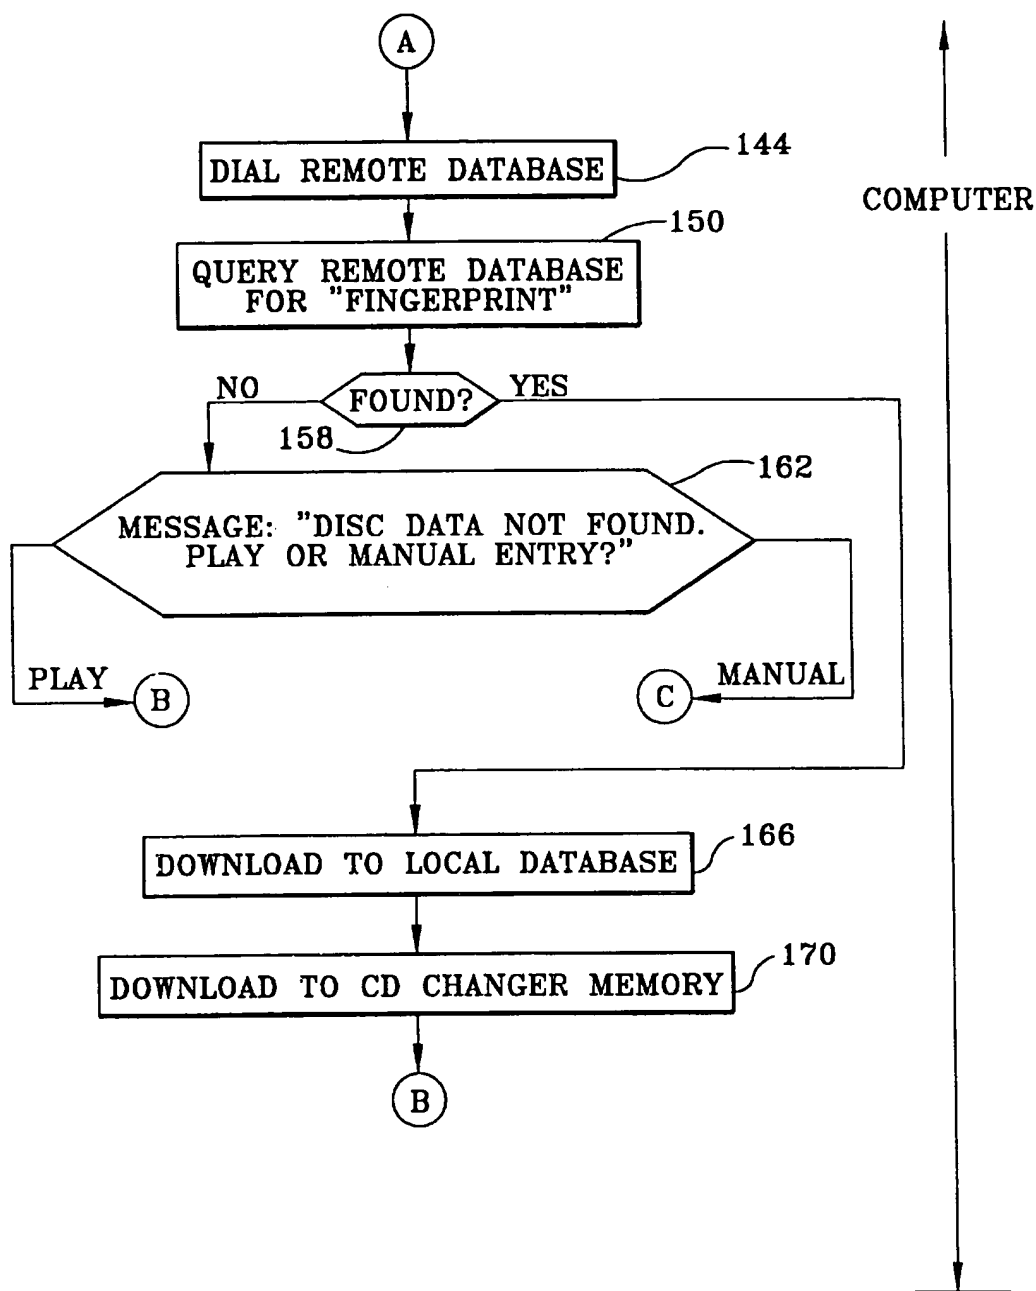 A
DIAL REMOTE DATABASE
144
COMPUTER
150
QUERY REMOTE DATABASE
FOR "FINGERPRINT"
NO
FOUND?
YES
158
162
MESSAGE: "DISC DATA NOT FOUND.
PLAY OR MANUAL ENTRY?"
PLAY
B
C
MANUAL
166
DOWNLOAD TO LOCAL DATABASE
170
DOWNLOAD TO CD CHANGER MEMORY
B